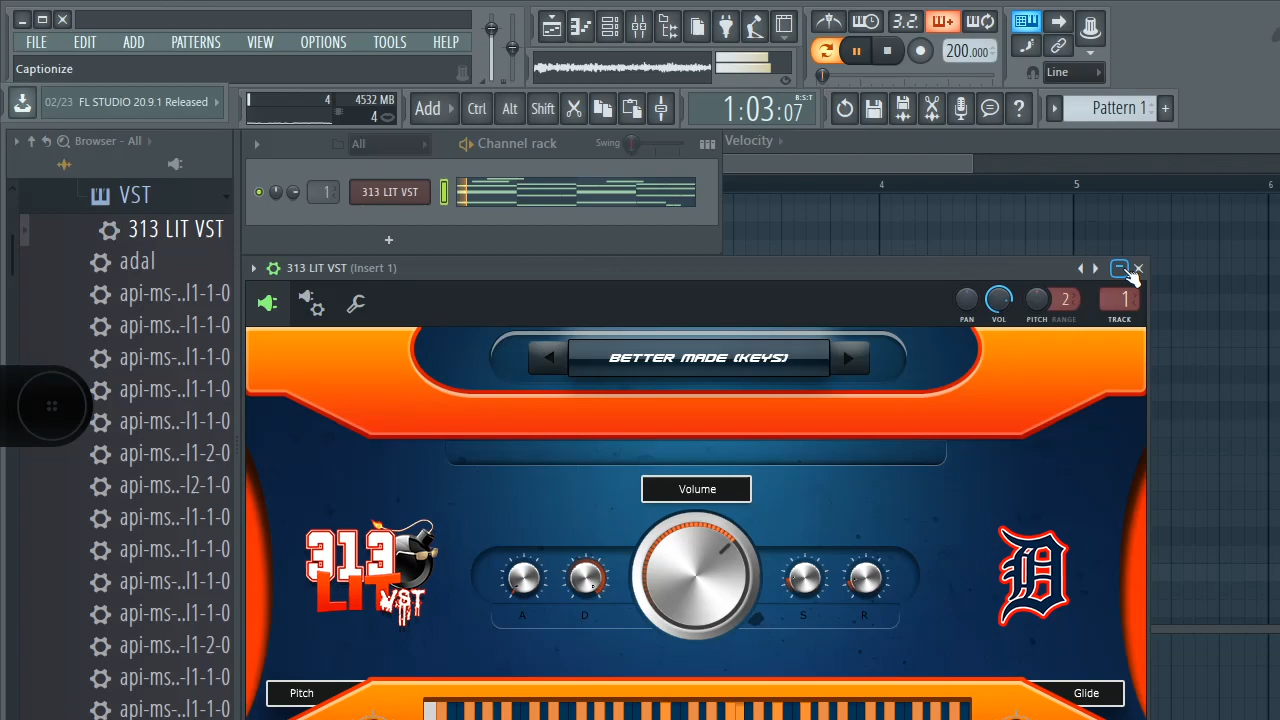 FILE EDIT ADD PATTERNS VIEW OPTIONS TOOLS HELP
3.2.
200.000
Captionize
Line
02/23 FL STUDIO 20.9.1 Released
4 4532 MB
4
Add
Ctrl
Alt
Shift
1:03:07
B:S:T
?
Pattern 1
+
Browser - All
All
Channel rack
Swing
Velocity
1
313 LIT VST
+
4
5
6
VST
313 LIT VST
adal
api-ms-..l1-1-0
api-ms..-l1-1-0
api-ms..-l1-1-0
api-ms..-l1-1-0
api-ms..-l1-1-0
api-ms..-l1-2-0
api-ms..-l2-1-0
api-ms..-l1-1-0
api-ms..-l1-1-0
api-ms..-l1-1-0
api-ms..-l1-1-0
api-ms..-l1-2-0
api-ms..-l1-1-0
api-ms..-l1-1-0
313 LIT VST (Insert 1)
2
1
PAN VOL PITCH RANGE TRACK
BETTER MADE (KEYS)
Volume
313
LIT
VST
D
A D S R
Pitch
Glide